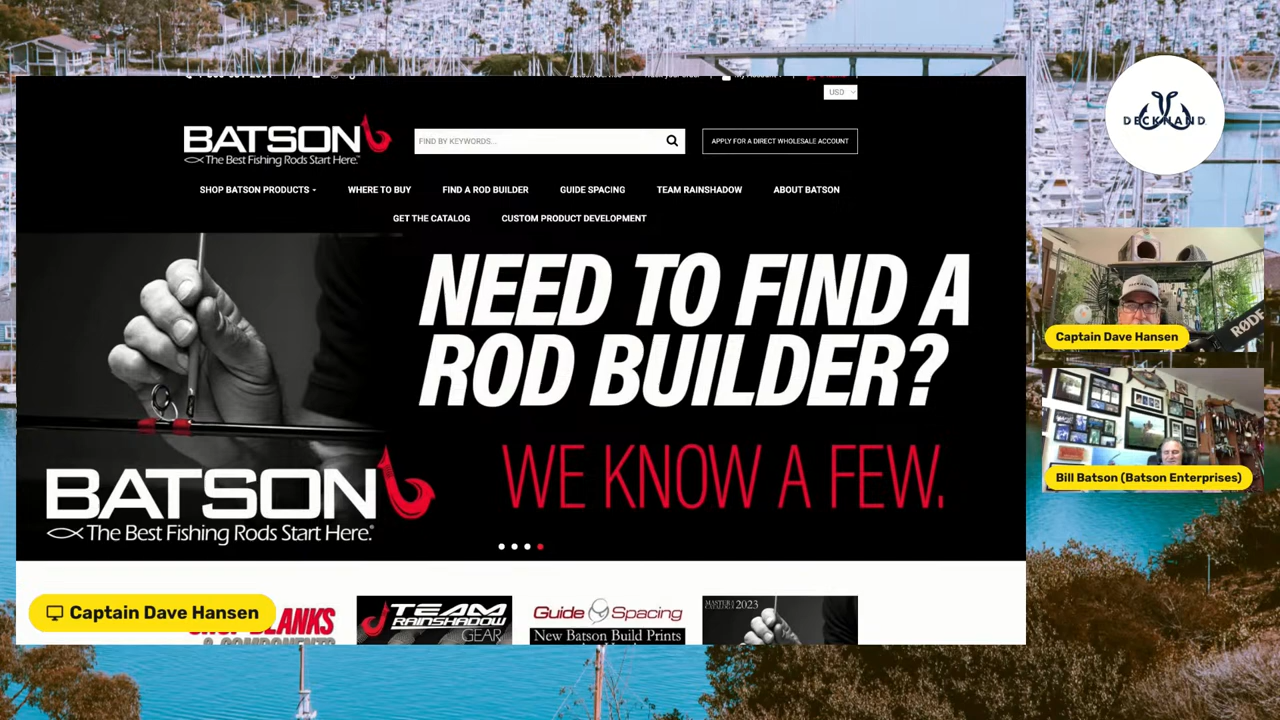 USD
BATSON
The Best Fishing Rods Start Here.
FIND BY KEYWORDS...
APPLY FOR A DIRECT WHOLESALE ACCOUNT
SHOP BATSON PRODUCTS
WHERE TO BUY
FIND A ROD BUILDER
GUIDE SPACING
TEAM RAINSHADOW
ABOUT BATSON
GET THE CATALOG
CUSTOM PRODUCT DEVELOPMENT
NEED TO FIND A
ROD BUILDER?
WE KNOW A FEW.
BATSON
The Best Fishing Rods Start Here.®
Captain Dave Hansen
BLANKS
TEAM
RAINSHADOW
GEAR
Guide Spacing
New Batson Build Prints
2023
DECKHAND
RODE
Captain Dave Hansen
Bill Batson (Batson Enterprises)